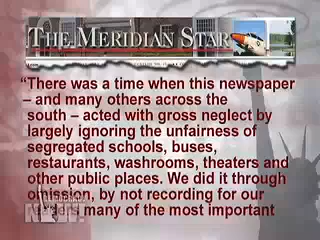 THE MERIDIAN STAR
“There was a time when this newspaper
– and many others across the
south – acted with gross neglect by
largely ignoring the unfairness of
segregated schools, buses,
restaurants, washrooms, theaters and
other public places. We did it through
omission, by not recording for our
readers many of the most important